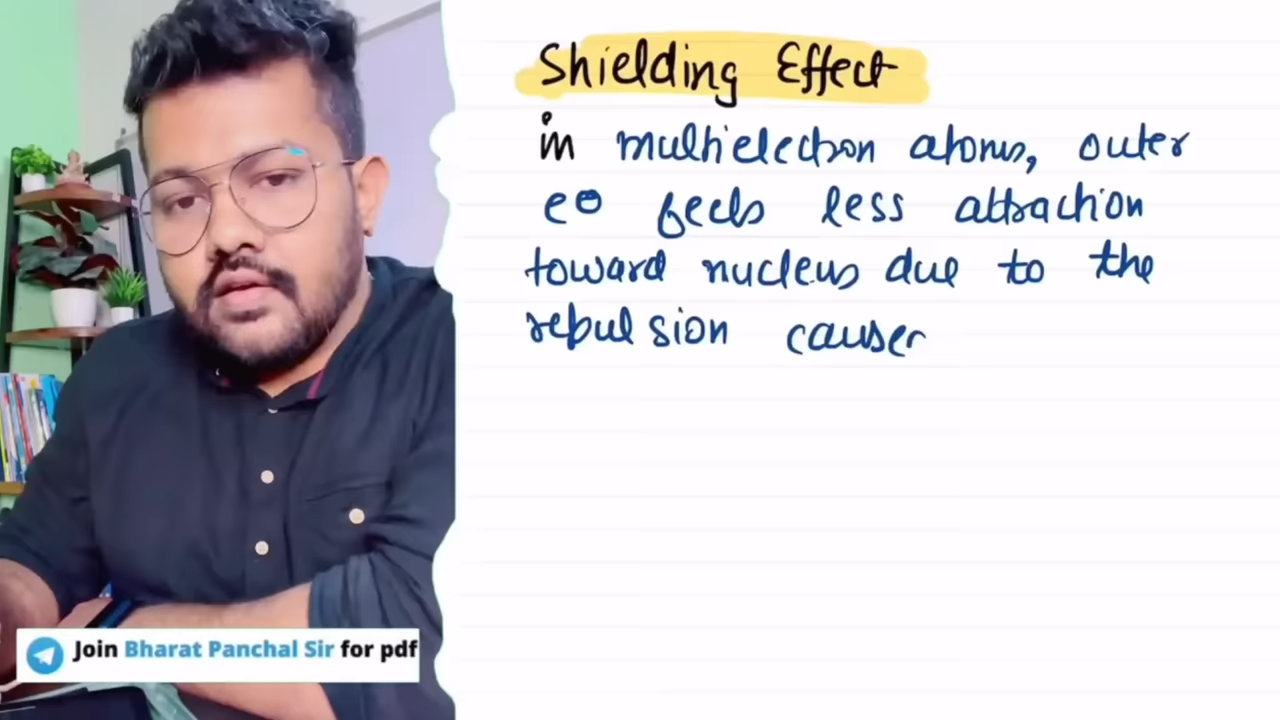 Shielding Effect
in multielectron atoms, outer
e⊖ feels less attraction
toward nucleus due to the
repulsion cause
Join Bharat Panchal Sir for pdf